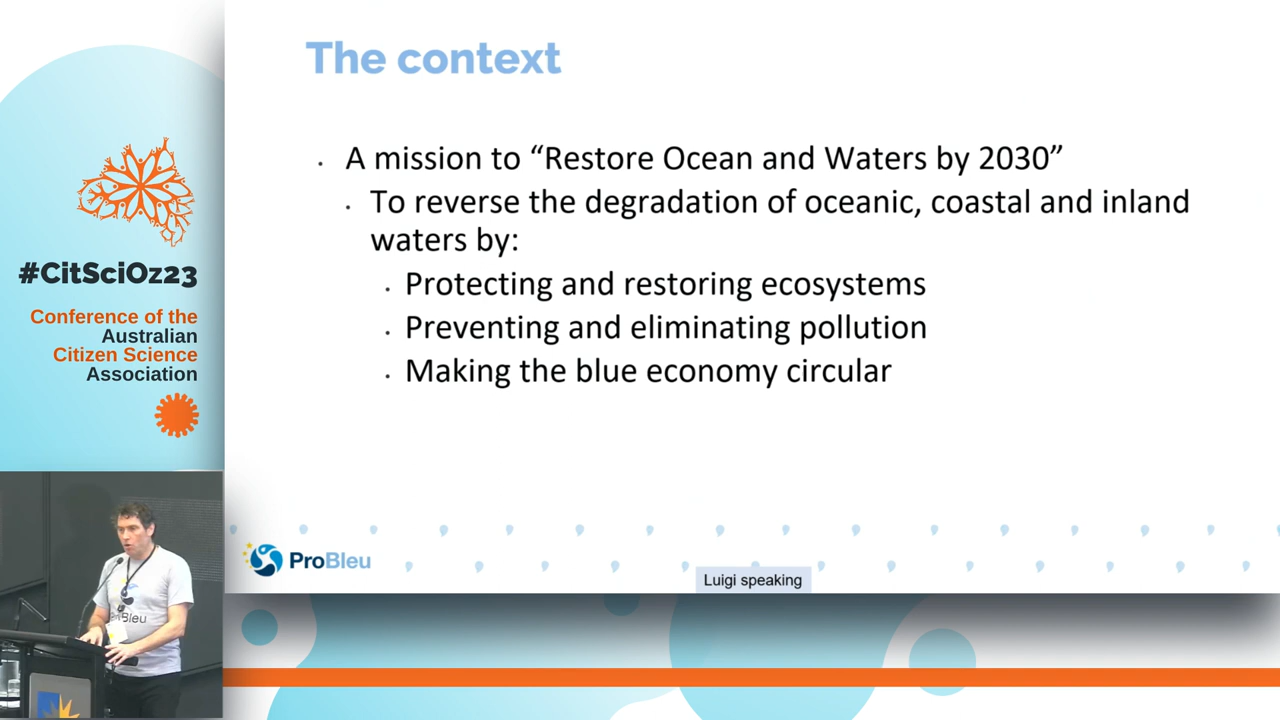 The context
· A mission to “Restore Ocean and Waters by 2030”
· To reverse the degradation of oceanic, coastal and inland
waters by:
· Protecting and restoring ecosystems
· Preventing and eliminating pollution
· Making the blue economy circular
#CitSciOz23
Conference of the
Australian
Citizen Science
Association
ProBleu
Luigi speaking
ProBleu